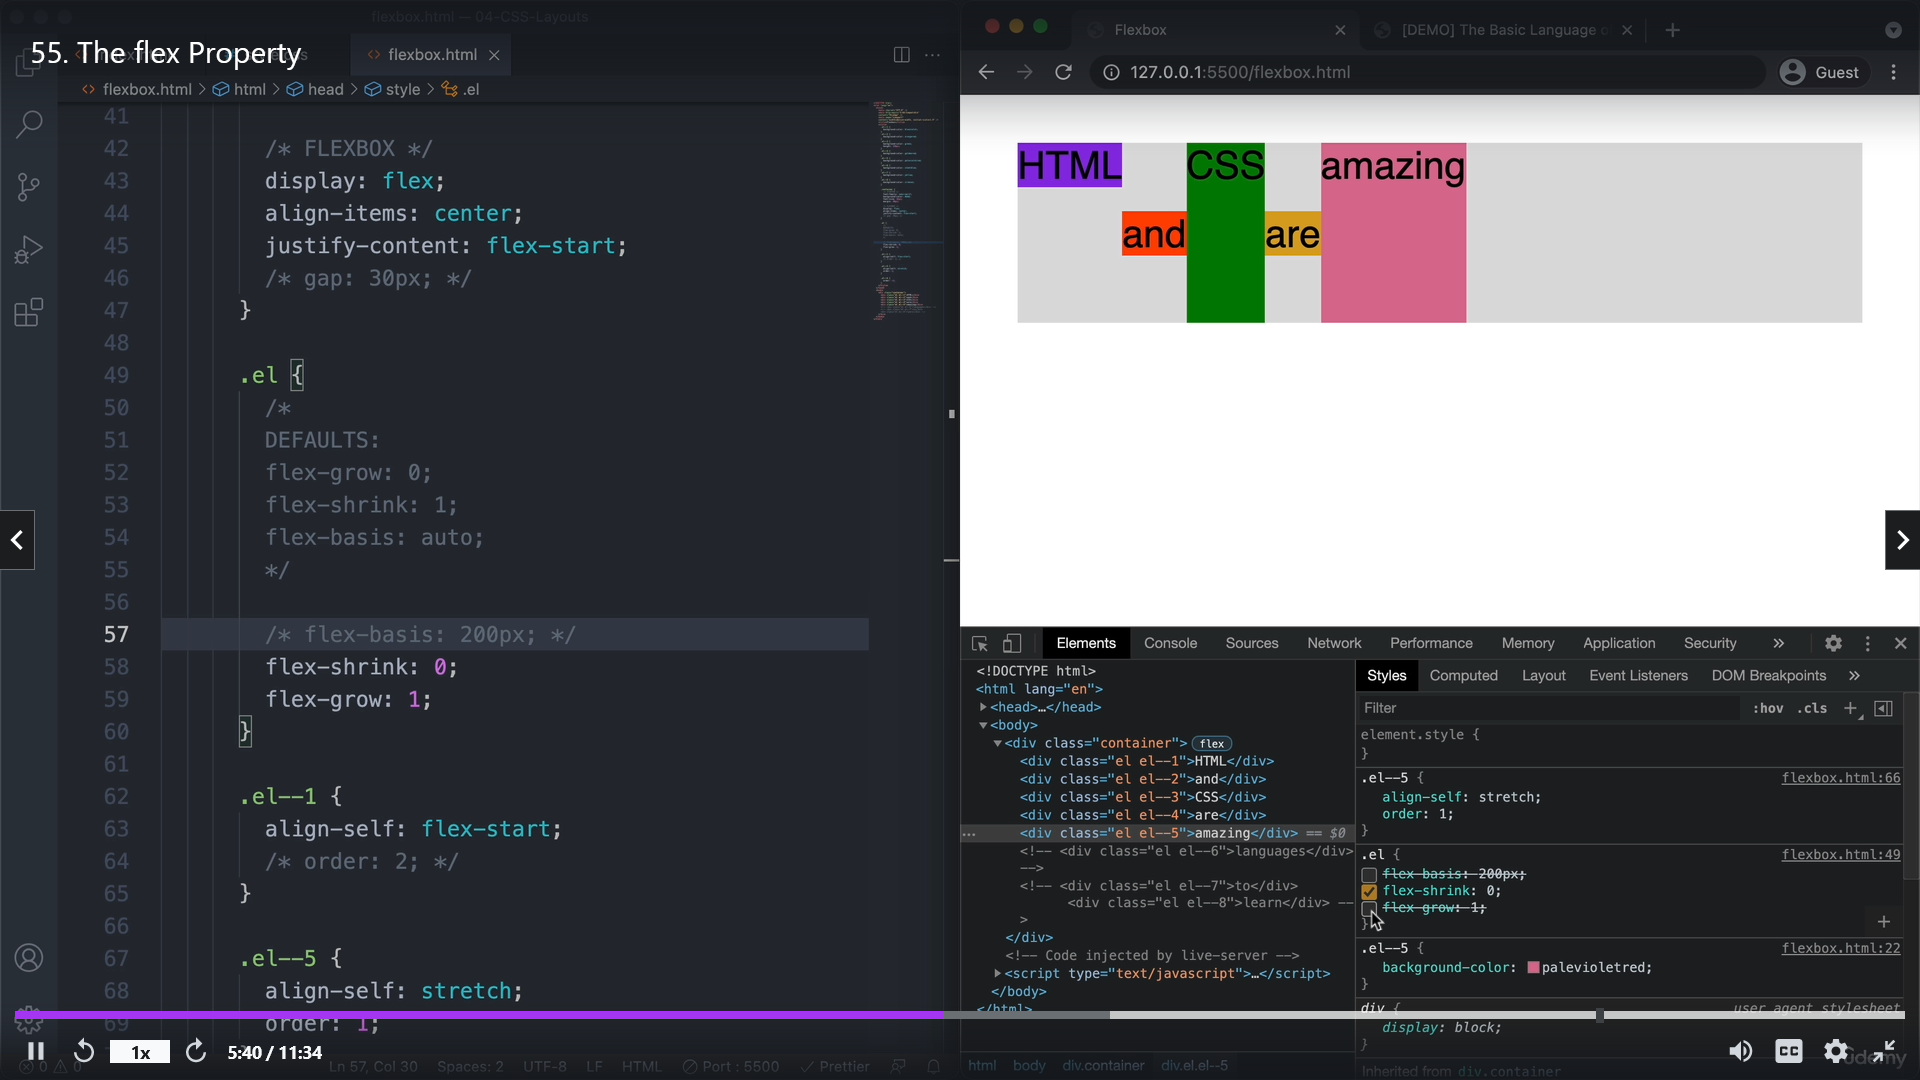 flexbox.html — 04-CSS-Layouts
55. The flex Property
flexbox.html
flexbox.html > html > head > style > .el
41
42 /* FLEXBOX */
43 display: flex;
44 align-items: center;
45 justify-content: flex-start;
46 /* gap: 30px; */
47 }
48
49 .el {
50 /*
51 DEFAULTS:
52 flex-grow: 0;
53 flex-shrink: 1;
54 flex-basis: auto;
55 */
56
57 /* flex-basis: 200px; */
58 flex-shrink: 0;
59 flex-grow: 1;
60 }
61
62 .el--1 {
63 align-self: flex-start;
64 /* order: 2; */
65 }
66
67 .el--5 {
68 align-self: stretch;
69 order: 1;
1x
5:40 / 11:34
0 0 Ln 57, Col 30 Spaces: 2 UTF-8 LF HTML Port : 5500 Prettier
Flexbox
[DEMO] The Basic Language o
127.0.0.1:5500/flexbox.html
Guest
HTML
and
CSS
are
amazing
Elements Console Sources Network Performance Memory Application Security »
<!DOCTYPE html>
<html lang="en">
<head>…</head>
<body>
<div class="container"> flex
<div class="el el--1">HTML</div>
<div class="el el--2">and</div>
<div class="el el--3">CSS</div>
<div class="el el--4">are</div>
… <div class="el el--5">amazing</div> == $0
<!-- <div class="el el--6">languages</div>
-->
<!-- <div class="el el--7">to</div>
<div class="el el--8">learn</div> --
>
</div>
<!-- Code injected by live-server -->
<script type="text/javascript">…</script>
</body>
</html>
html body div.container div.el.el--5
Styles Computed Layout Event Listeners DOM Breakpoints »
Filter :hov .cls +
element.style {
}
.el--5 { flexbox.html:66
align-self: stretch;
order: 1;
}
.el { flexbox.html:49
flex-basis: 200px;
flex-shrink: 0;
flex-grow: 1;
}
.el--5 { flexbox.html:22
background-color: palevioletred;
}
div { user agent stylesheet
display: block;
}
Inherited from div.container
CC
ûdemy